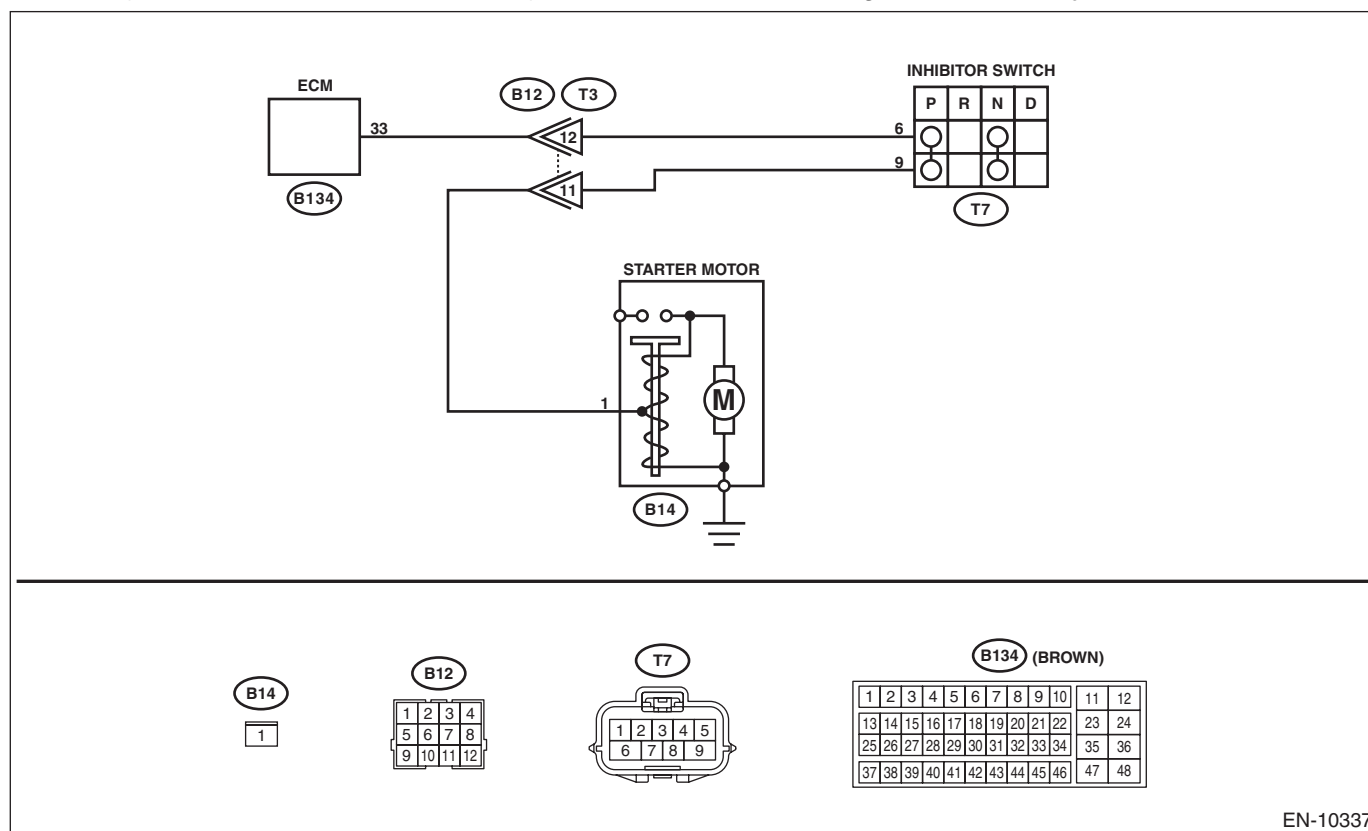 INHIBITOR SWITCH
P R N D
ECM
B12 T3
33
12
6
11
9
B134
T7
STARTER MOTOR
1
M
B14
B14
B12
T7
B134 (BROWN)
1
1 2 3 4
5 6 7 8
9 10 11 12
1 2 3 4 5
6 7 8 9
1 2 3 4 5 6 7 8 9 10 11 12
13 14 15 16 17 18 19 20 21 22 23 24
25 26 27 28 29 30 31 32 33 34 35 36
37 38 39 40 41 42 43 44 45 46 47 48
EN-10337